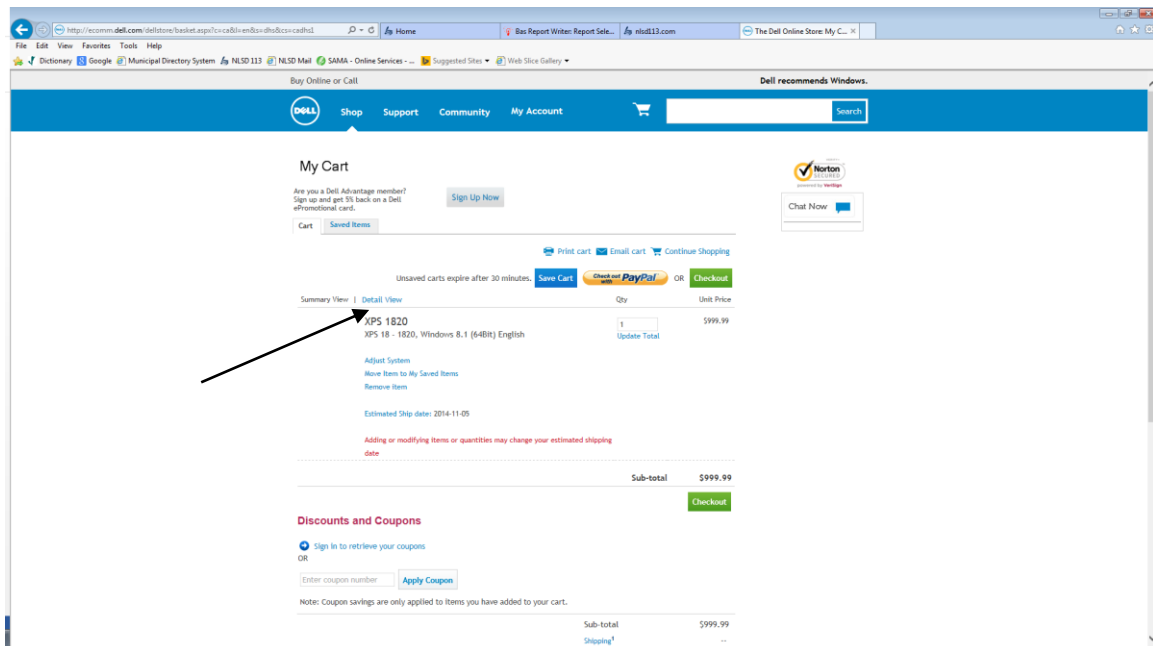 http://ecomm.dell.com/dellstore/basket.aspx?c=ca&l=en&s=dhs&cs=cadhs1
Home
Bas Report Writer: Report Sele...
nlsd113.com
The Dell Online Store: My C...
File Edit View Favorites Tools Help
Dictionary Google Municipal Directory System NLSD 113 NLSD Mail SAMA - Online Services - ... Suggested Sites Web Slice Gallery
Buy Online or Call
Dell recommends Windows.
DELL
Shop Support Community My Account
Search
My Cart
Are you a Dell Advantage member?
Sign up and get 5% back on a Dell
ePromotional card.
Sign Up Now
Norton
SECURED
powered by VeriSign
Chat Now
Cart Saved Items
Print cart Email cart Continue Shopping
Unsaved carts expire after 30 minutes. Save Cart Check out with PayPal OR Checkout
Summary View | Detail View Qty Unit Price
XPS 1820 1 $999.99
XPS 18 - 1820, Windows 8.1 (64Bit) English Update Total
Adjust System
Move Item to My Saved Items
Remove Item
Estimated Ship date: 2014-11-05
Adding or modifying items or quantities may change your estimated shipping
date
Sub-total $999.99
Checkout
Discounts and Coupons
Sign in to retrieve your coupons
OR
Enter coupon number Apply Coupon
Note: Coupon savings are only applied to items you have added to your cart.
Sub-total $999.99
Shipping1 --